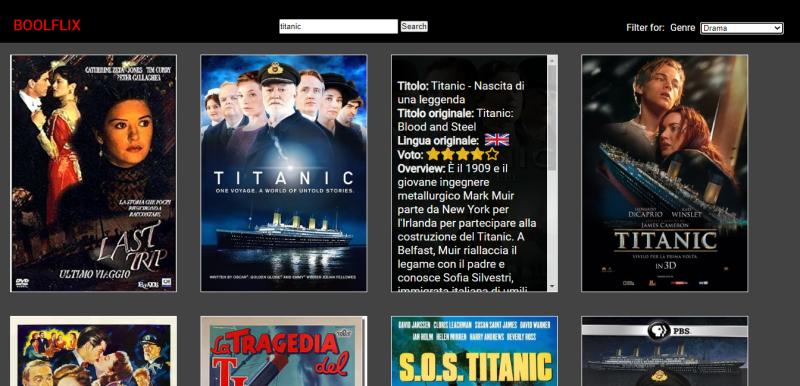 BOOLFLIX
titanic
Search
Filter for: Genre
Drama
CATHERINE ZETA-JONES TIM CURRY
PETER GALLAGHER
LA STORIA CHE POCHI
RIUSCIRONO A
RACCONTARE
LAST
TRIP
ULTIMO VIAGGIO
DVD
TITANIC
ONE VOYAGE. A WORLD OF UNTOLD STORIES.
WRITTEN BY OSCAR, GOLDEN GLOBE AND EMMY WINNER JULIAN FELLOWES
Titolo: Titanic - Nascita di
una leggenda
Titolo originale: Titanic:
Blood and Steel
Lingua originale:
Voto:
Overview: È il 1909 e il
giovane ingegnere
metallurgico Mark Muir
parte da New York per
l'Irlanda per partecipare alla
costruzione del Titanic. A
Belfast, Muir riallaccia il
legame con il padre e
conosce Sofia Silvestri,
immigrata italiana di umili
LEONARDO KATE
DICAPRIO WINSLET
JAMES CAMERON
TITANIC
VIVILO PER LA PRIMA VOLTA
IN 3D
La TRAGEDIA
del
DAVID JANSSEN CLORIS LEACHMAN SUSAN SAINT JAMES DAVID WARNER
IAN HOLM HELEN MIRREN HARRY ANDREWS BEVERLY ROSS
S.O.S. TITANIC
PBS